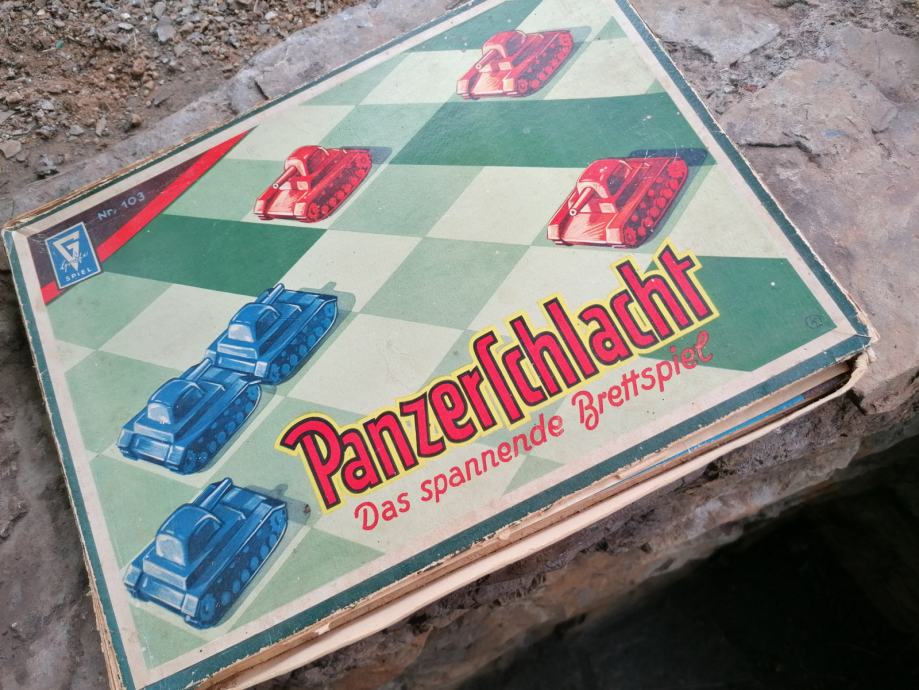 Nr. 103
SPIEL
Panzerſchlacht
Das spannende Brettspiel